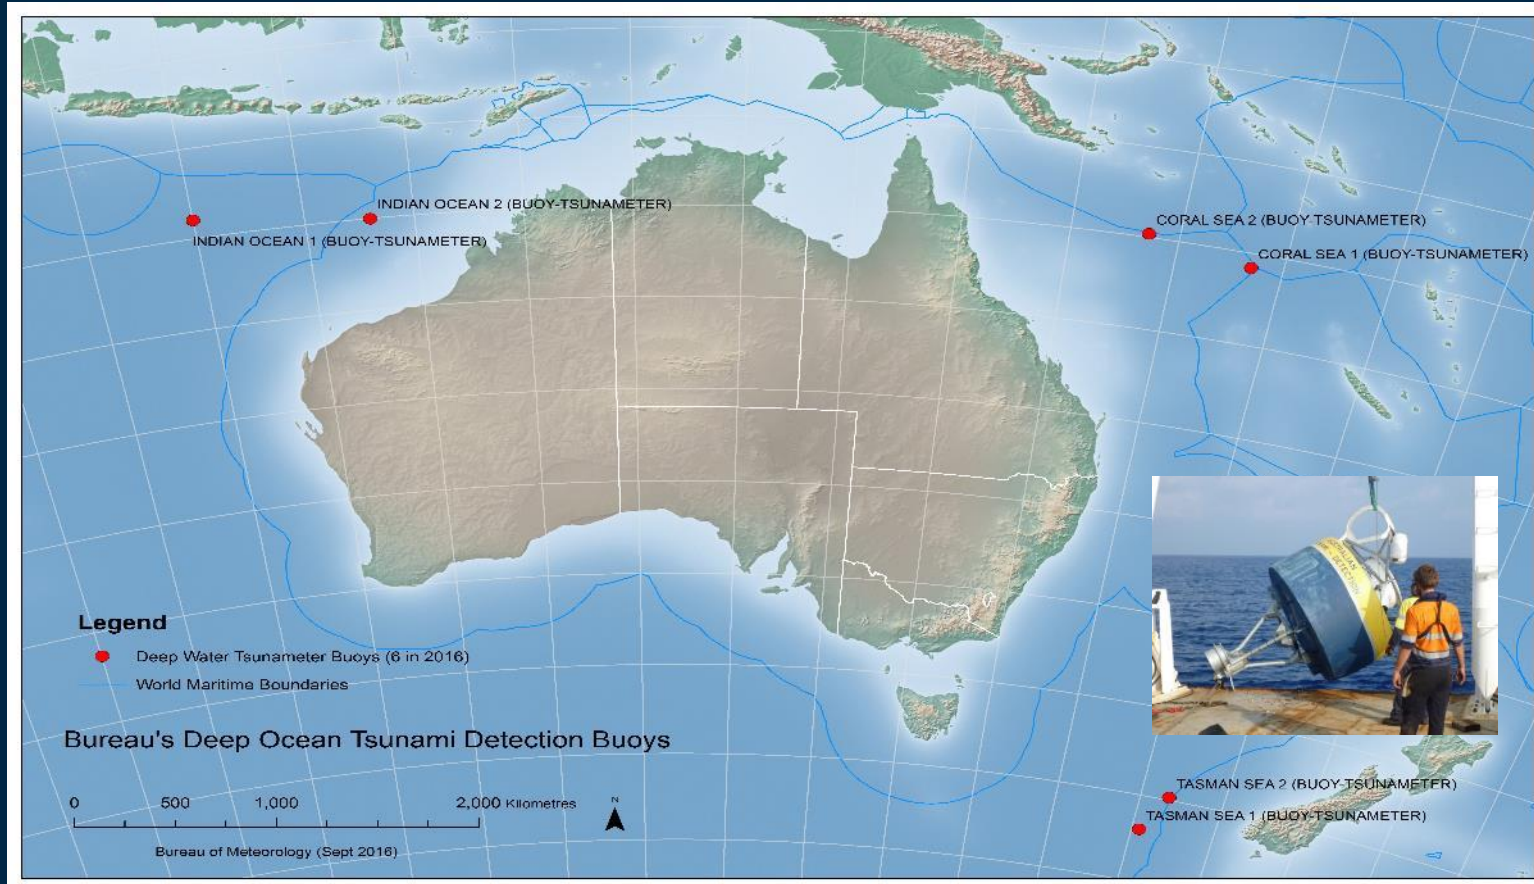 INDIAN OCEAN 2 (BUOY-TSUNAMETER)
INDIAN OCEAN 1 (BUOY-TSUNAMETER)
CORAL SEA 2 (BUOY-TSUNAMETER)
CORAL SEA 1 (BUOY-TSUNAMETER)
DETECTION
Legend
Deep Water Tsunameter Buoys (6 in 2016)
World Maritime Boundaries
Bureau's Deep Ocean Tsunami Detection Buoys
0 500 1,000 2,000 Kilometres
N
Bureau of Meteorology (Sept 2016)
TASMAN SEA 2 (BUOY-TSUNAMETER)
TASMAN SEA 1 (BUOY-TSUNAMETER)